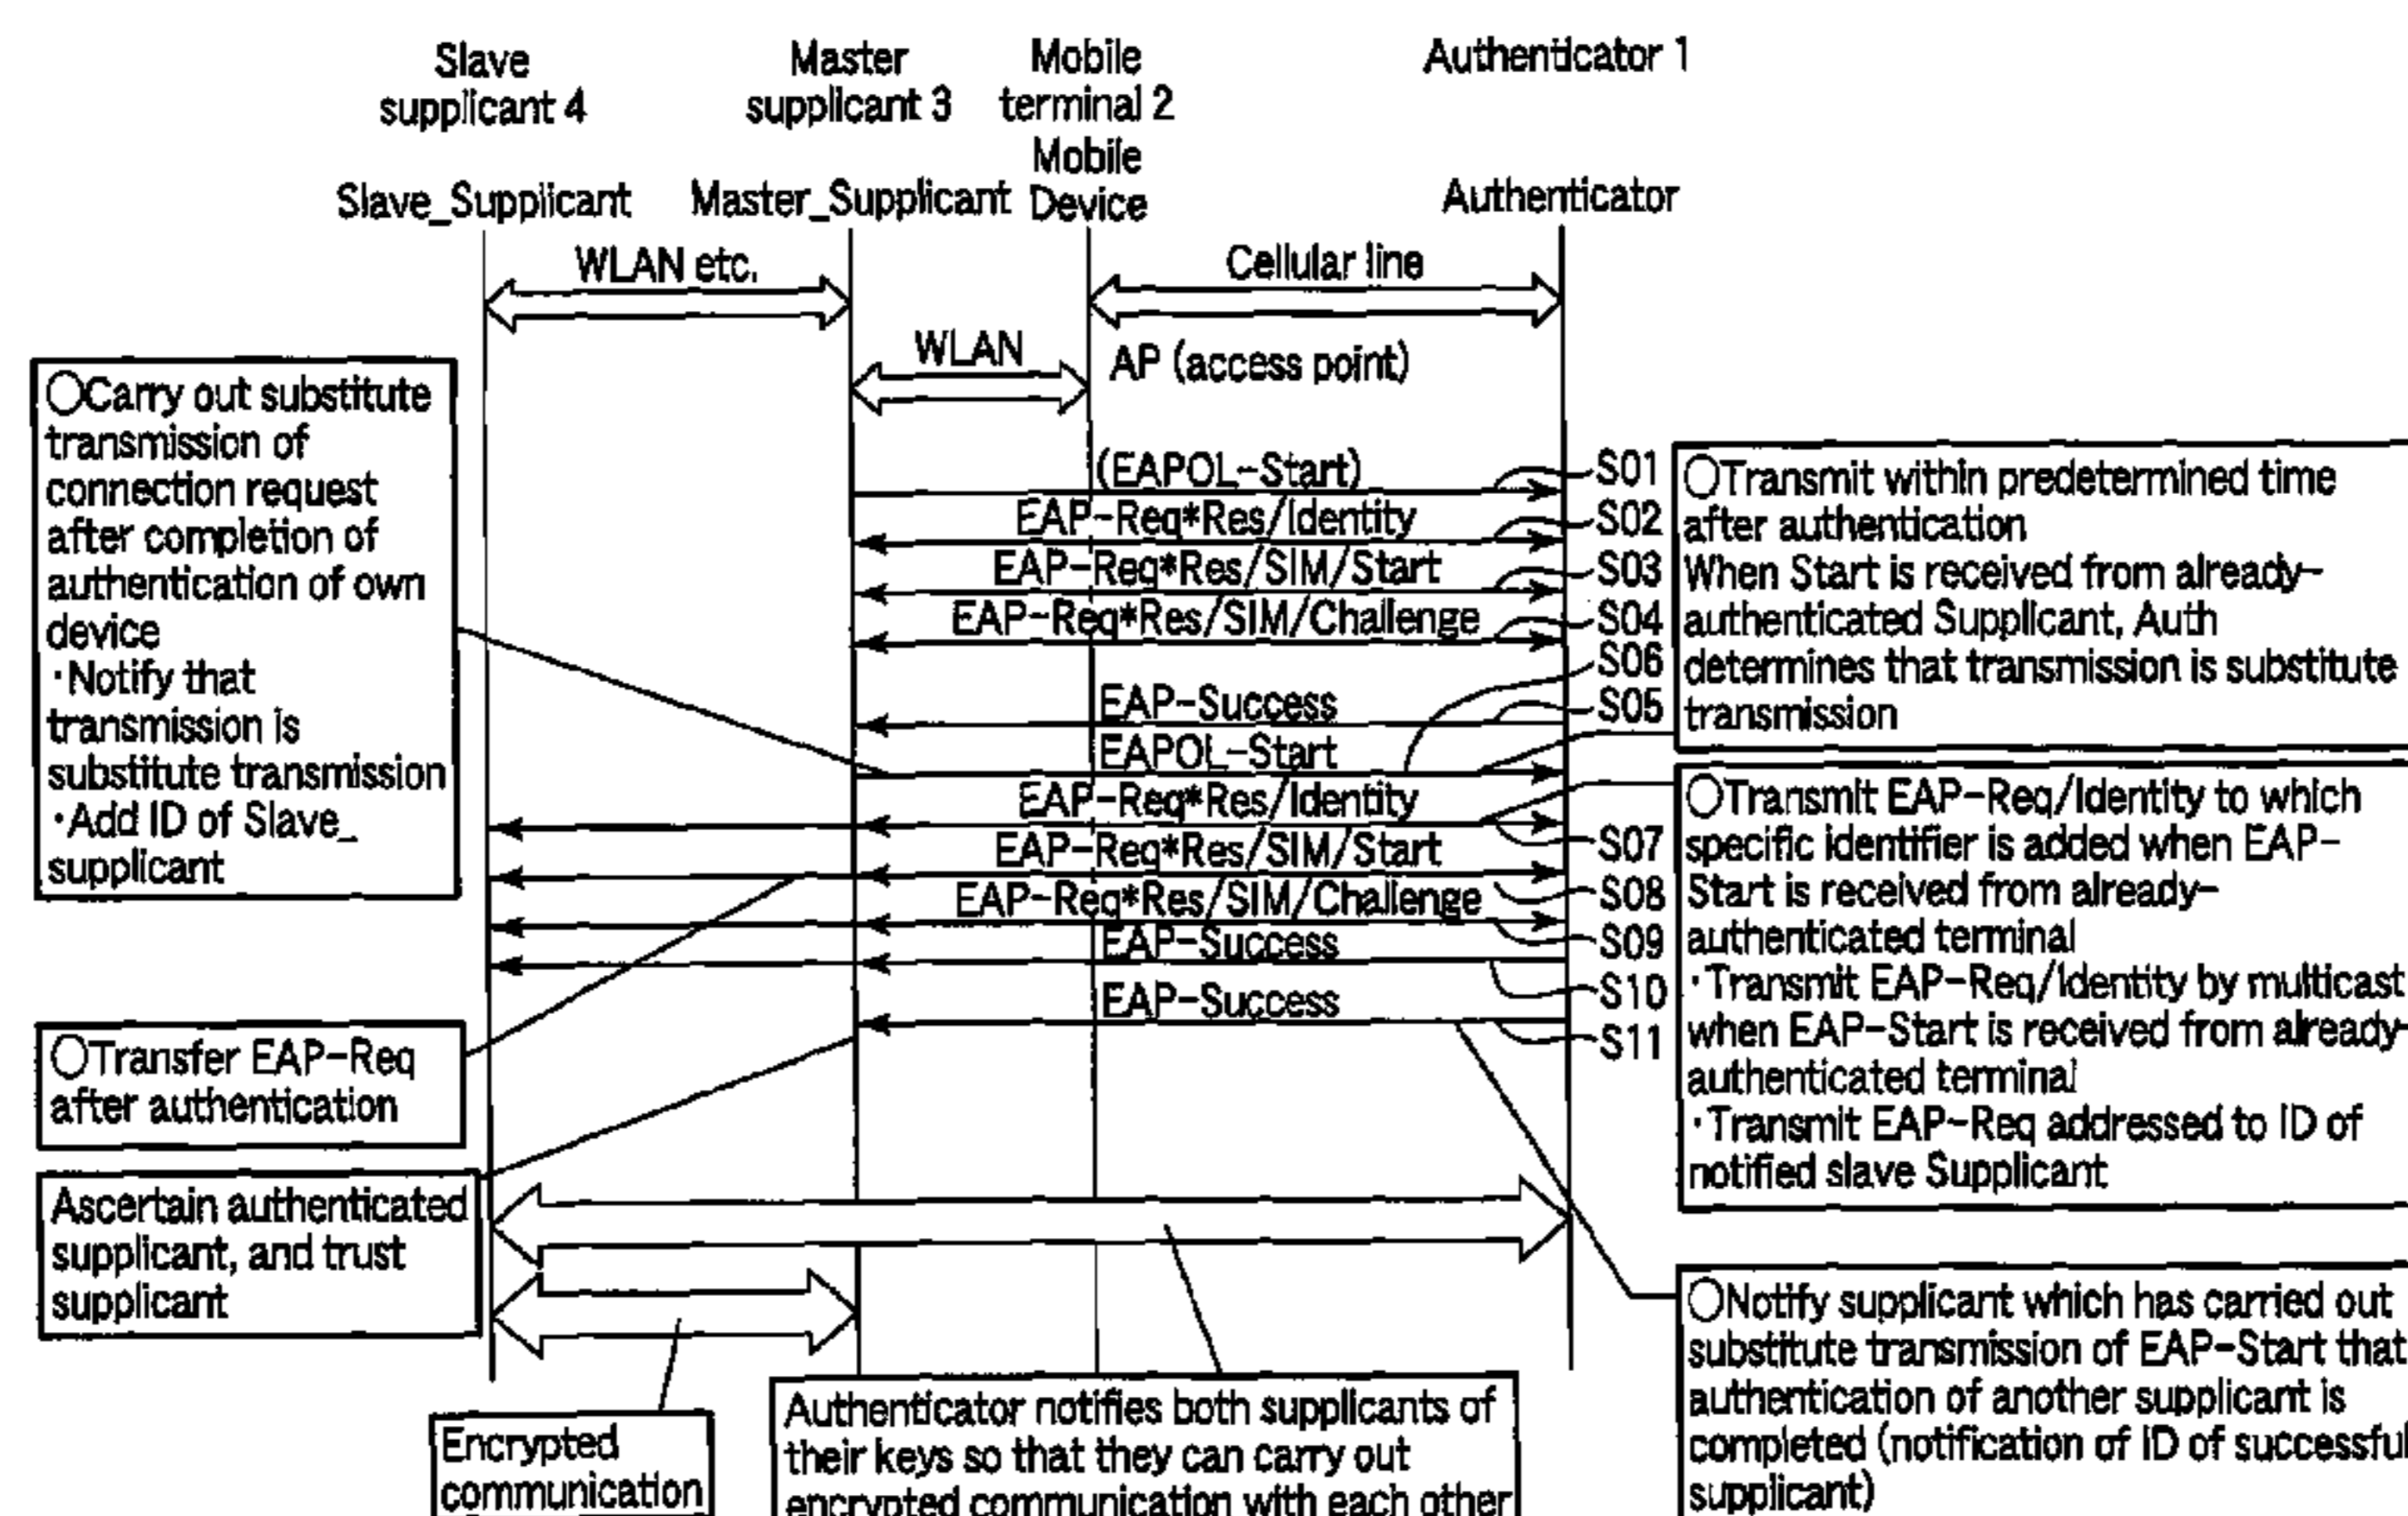 Slave
supplicant 4
Master
supplicant 3
Mobile
terminal 2
Mobile
Device
Authenticator 1
Slave_Supplicant
Master_Supplicant
Authenticator
WLAN etc.
Cellular line
WLAN
AP (access point)
○Carry out substitute
transmission of
connection request
after completion of
authentication of own
device
・Notify that
transmission is
substitute transmission
・Add ID of Slave_
supplicant
(EAPOL-Start)
S01
EAP-Req*Res/Identity
S02
EAP-Req*Res/SIM/Start
S03
EAP-Req*Res/SIM/Challenge
S04
S06
EAP-Success
S05
EAPOL-Start
EAP-Req*Res/Identity
S07
EAP-Req*Res/SIM/Start
S08
EAP-Req*Res/SIM/Challenge
S09
EAP-Success
S10
EAP-Success
S11
○Transmit within predetermined time
after authentication
When Start is received from already-
authenticated Supplicant, Auth
determines that transmission is substitute
transmission
○Transmit EAP-Req/Identity to which
specific identifier is added when EAP-
Start is received from already-
authenticated terminal
・Transmit EAP-Req/Identity by multicast
when EAP-Start is received from already-
authenticated terminal
・Transmit EAP-Req addressed to ID of
notified slave Supplicant
○Transfer EAP-Req
after authentication
Ascertain authenticated
supplicant, and trust
supplicant
○Notify supplicant which has carried out
substitute transmission of EAP-Start that
authentication of another supplicant is
completed (notification of ID of successful
supplicant)
Encrypted
communication
Authenticator notifies both supplicants of
their keys so that they can carry out
encrypted communication with each other